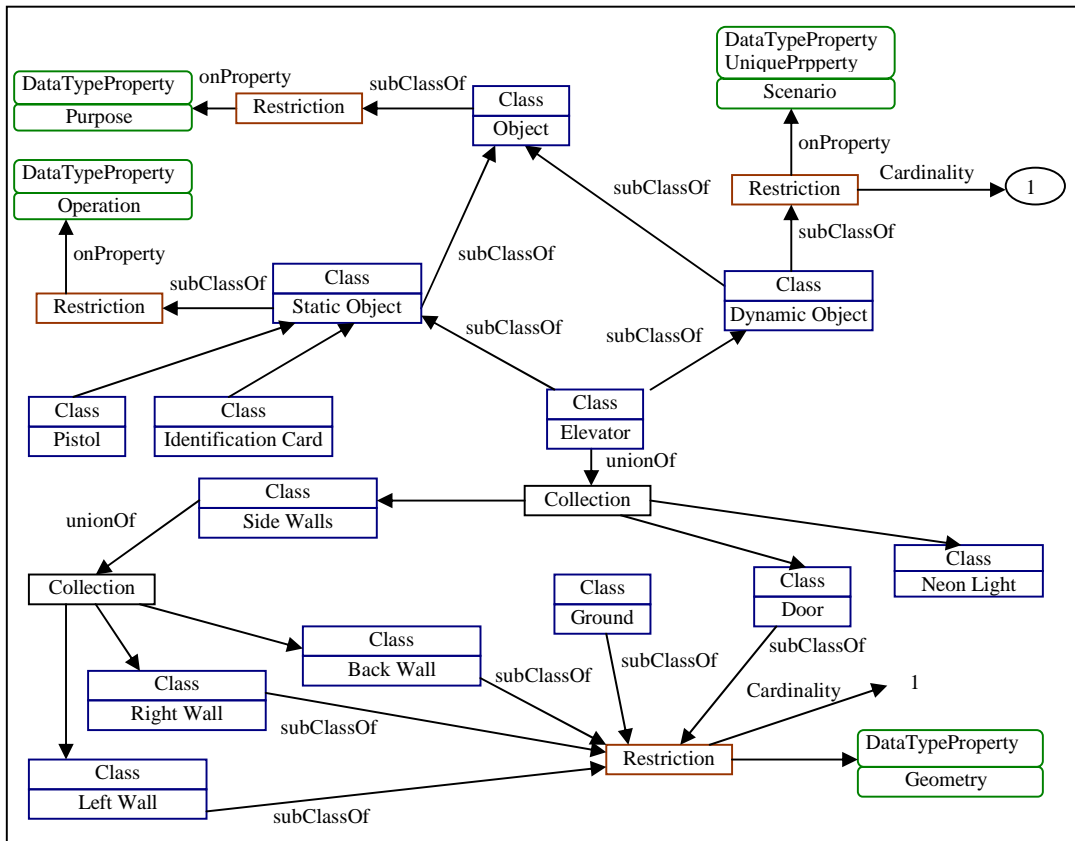 DataTypeProperty
UniquePrpperty
Scenario
DataTypeProperty
Purpose
onProperty
Restriction
subClassOf
Class
Object
onProperty
Restriction
Cardinality
1
subClassOf
DataTypeProperty
Operation
onProperty
Restriction
subClassOf
Class
Static Object
subClassOf
subClassOf
Class
Dynamic Object
subClassOf
subClassOf
Class
Pistol
Class
Identification Card
Class
Elevator
unionOf
Collection
Class
Side Walls
unionOf
Collection
Class
Neon Light
Class
Door
Class
Ground
subClassOf
subClassOf
Class
Back Wall
subClassOf
Class
Right Wall
subClassOf
Cardinality
1
Restriction
DataTypeProperty
Geometry
Class
Left Wall
subClassOf